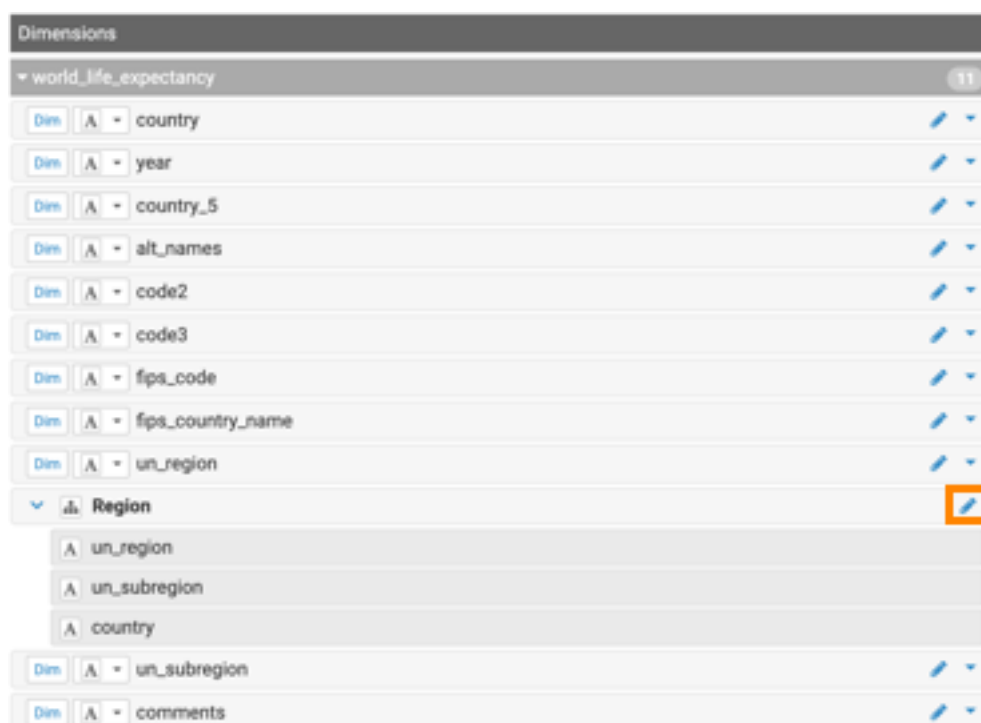 Dimensions
world_life_expectancy 11
Dim A country
Dim A year
Dim A country_5
Dim A alt_names
Dim A code2
Dim A code3
Dim A fips_code
Dim A fips_country_name
Dim A un_region
Region
A un_region
A un_subregion
A country
Dim A un_subregion
Dim A comments